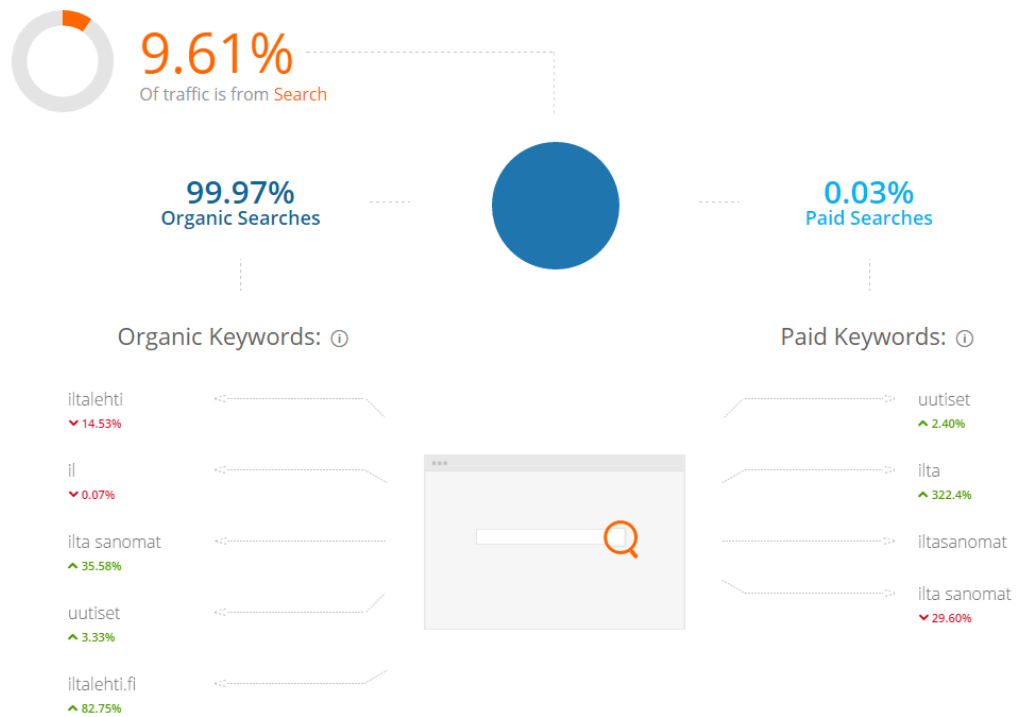 9.61%
Of traffic is from Search
99.97%
Organic Searches
0.03%
Paid Searches
Organic Keywords:
iltalehti
14.53%
il
0.07%
ilta sanomat
35.58%
uutiset
3.33%
iltalehti.fi
82.75%
Paid Keywords:
uutiset
2.40%
ilta
322.4%
iltasanomat
ilta sanomat
29.60%